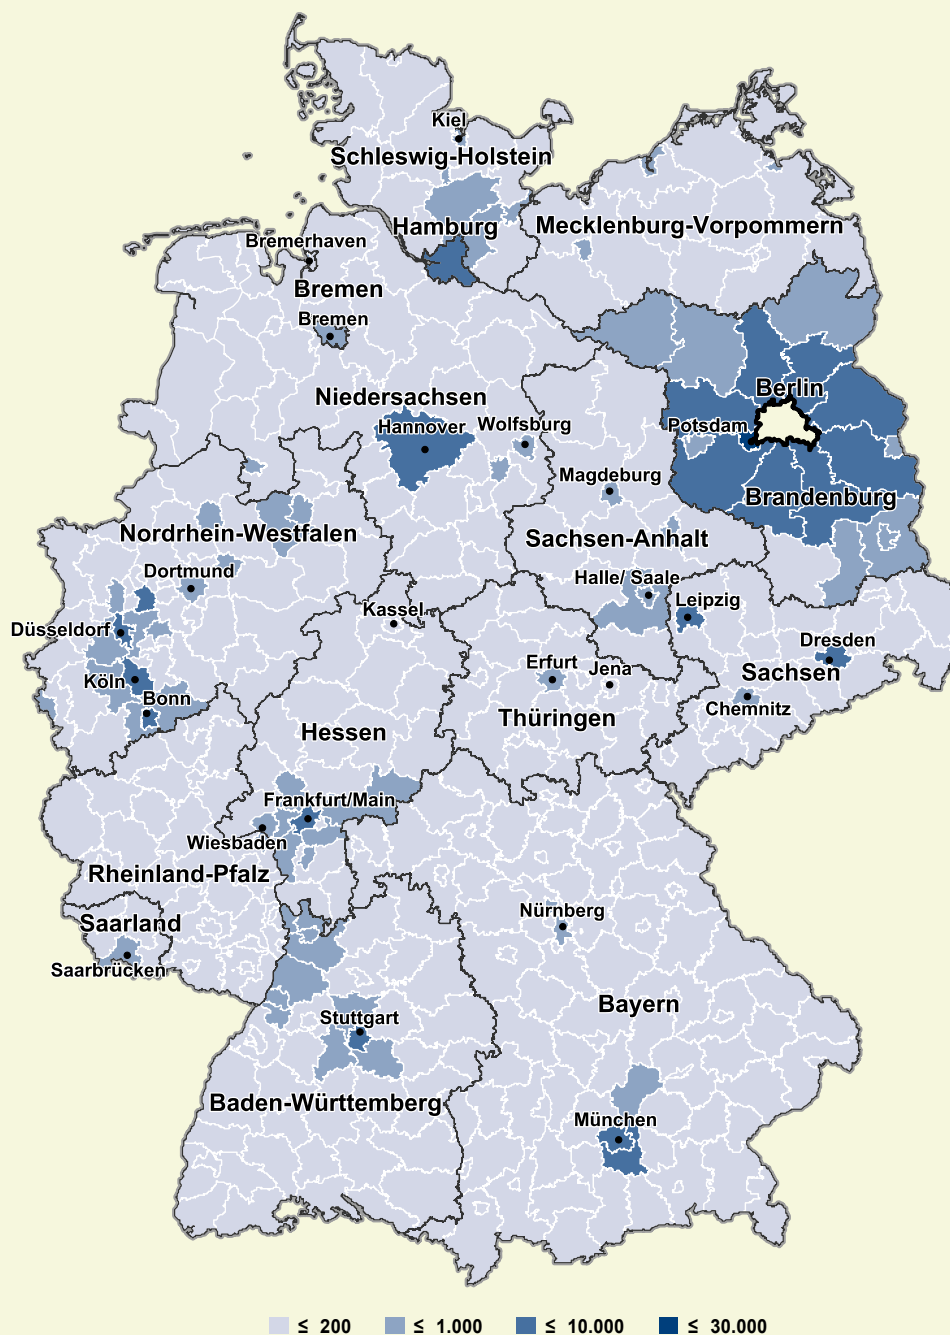 Kiel
Schleswig-Holstein
Hamburg
Mecklenburg-Vorpommern
Bremerhaven
Bremen
Bremen
Berlin
Niedersachsen
Hannover
Wolfsburg
Potsdam
Magdeburg
Brandenburg
Nordrhein-Westfalen
Sachsen-Anhalt
Dortmund
Halle/ Saale
Kassel
Leipzig
Düsseldorf
Dresden
Erfurt
Jena
Sachsen
Köln
Bonn
Chemnitz
Thüringen
Hessen
Frankfurt/Main
Wiesbaden
Rheinland-Pfalz
Nürnberg
Saarland
Saarbrücken
Bayern
Stuttgart
Baden-Württemberg
München
≤ 200 ≤ 1.000 ≤ 10.000 ≤ 30.000